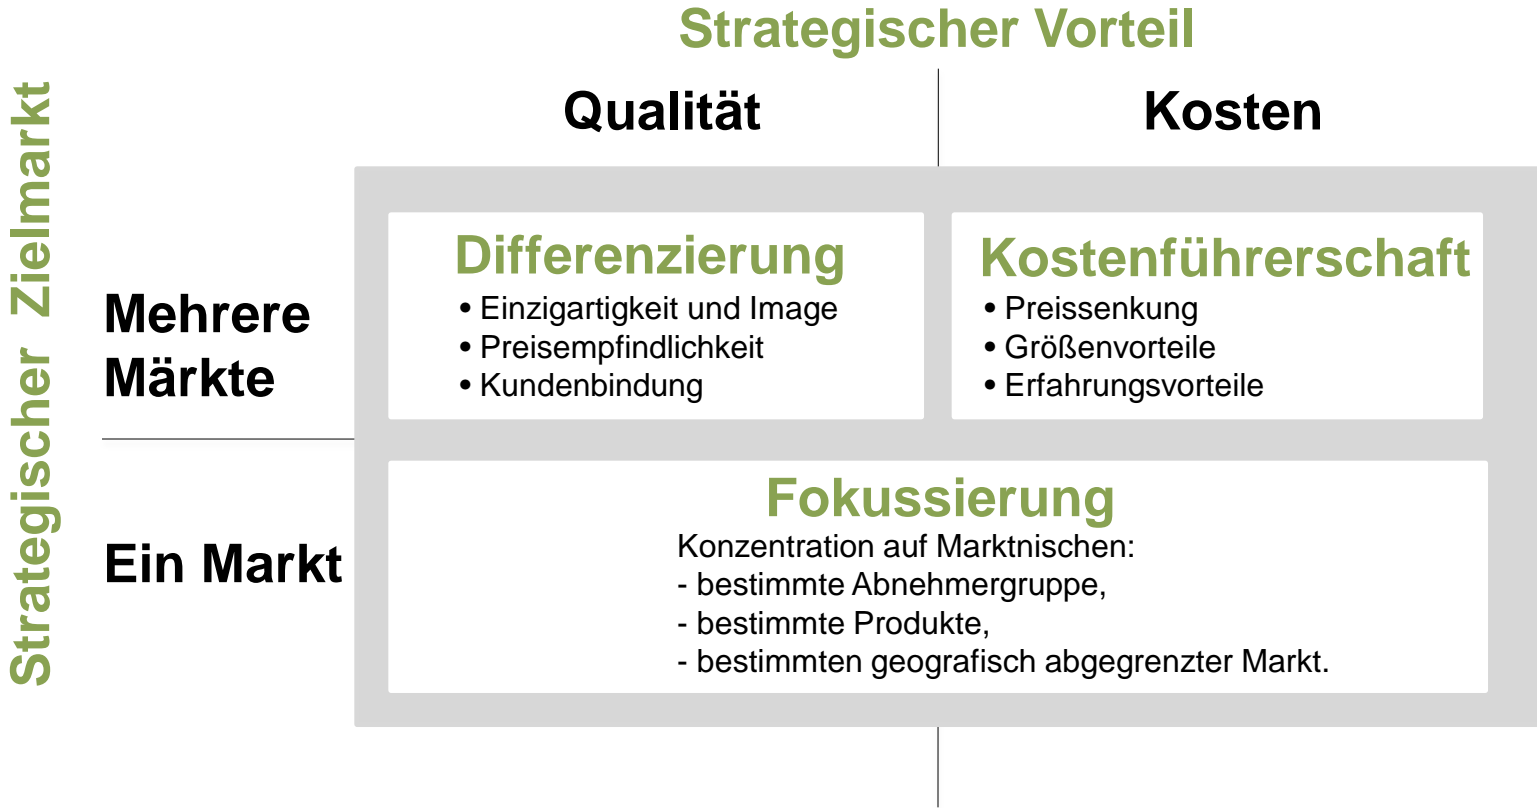 Strategischer Vorteil
Strategischer Zielmarkt
Qualität
Kosten
Mehrere
Märkte
Differenzierung
• Einzigartigkeit und Image
• Preisempfindlichkeit
• Kundenbindung
Kostenführerschaft
• Preissenkung
• Größenvorteile
• Erfahrungsvorteile
Ein Markt
Fokussierung
Konzentration auf Marktnischen:
- bestimmte Abnehmergruppe,
- bestimmte Produkte,
- bestimmten geografisch abgegrenzter Markt.